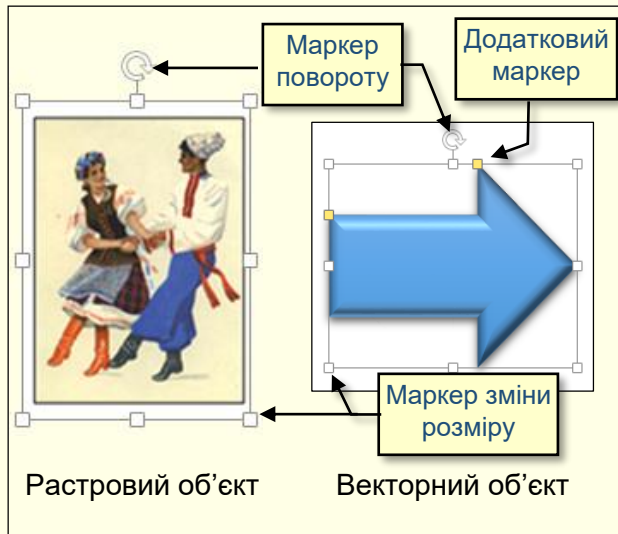 Маркер
повороту
Додатковий
маркер
Маркер зміни
розміру
Растровий об’єкт
Векторний об’єкт